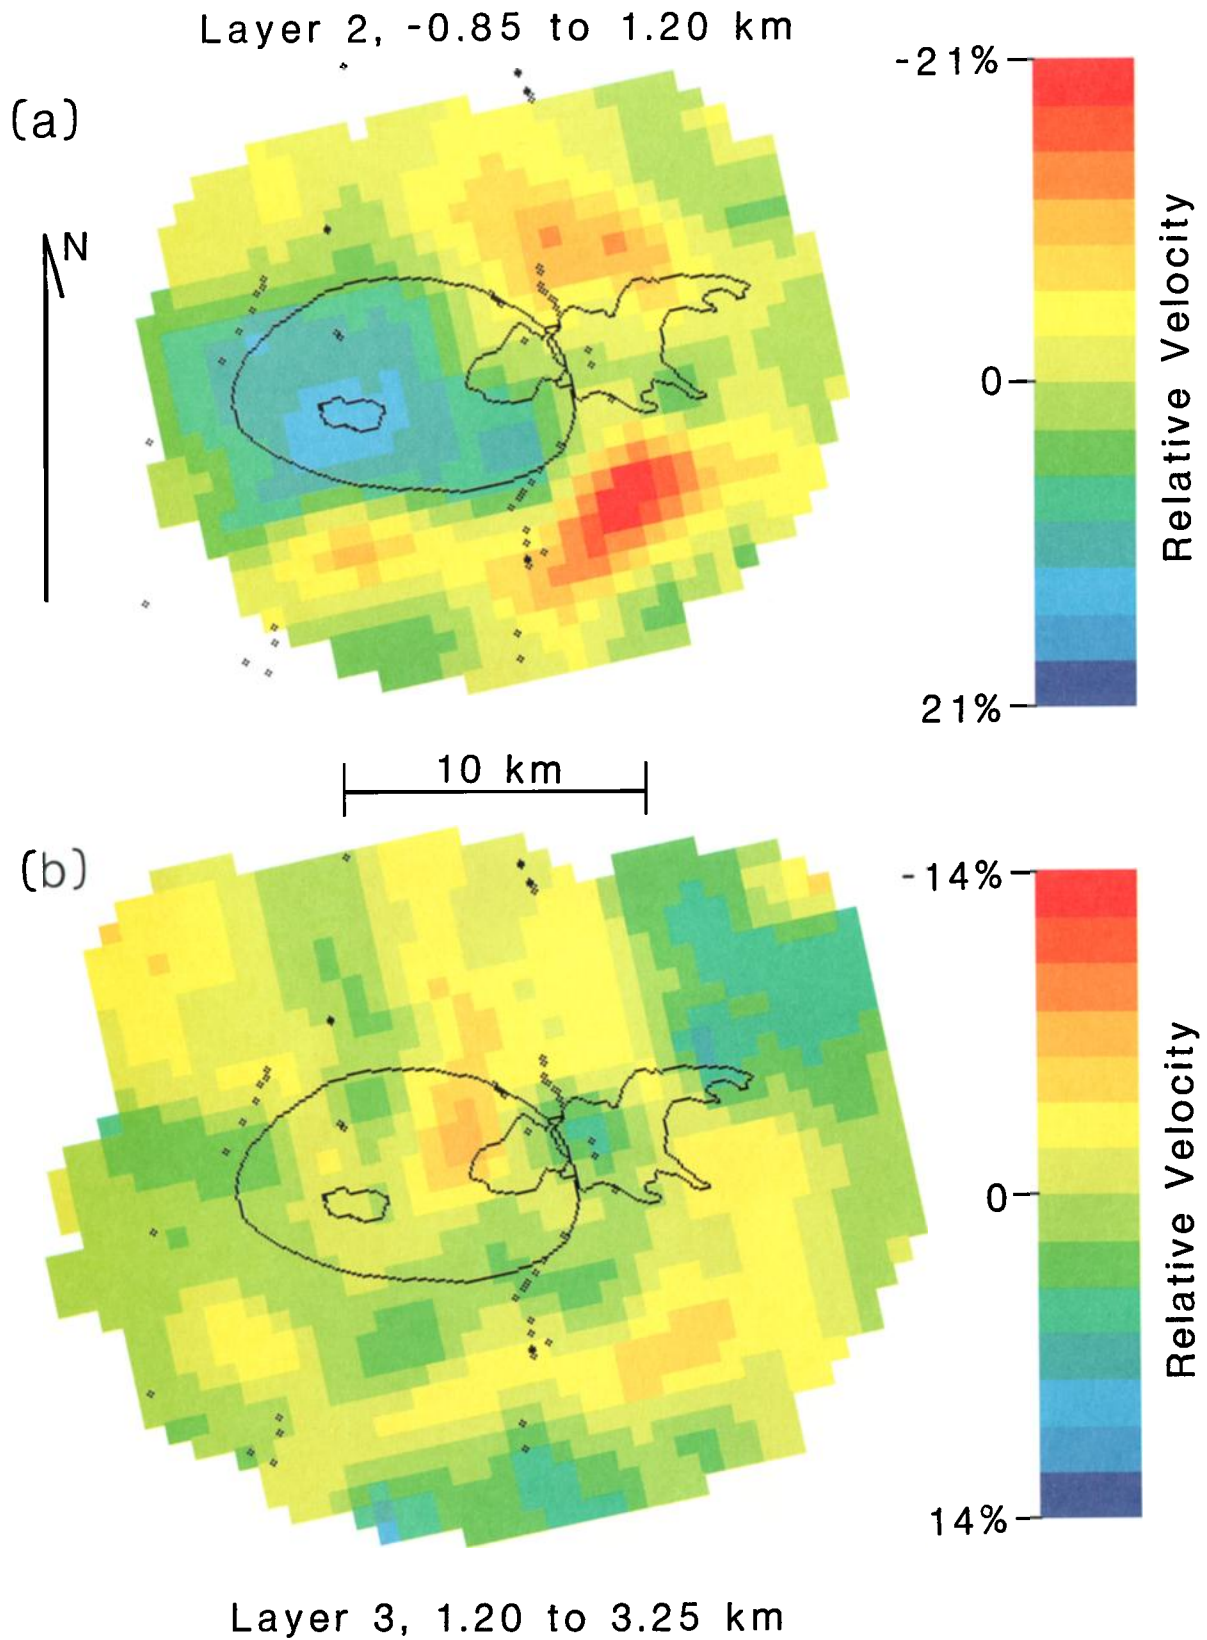 Layer 2, -0.85 to 1.20 km
(a)
N
-21%
0
21%
Relative Velocity
10 km
(b)
-14%
0
14%
Relative Velocity
Layer 3, 1.20 to 3.25 km